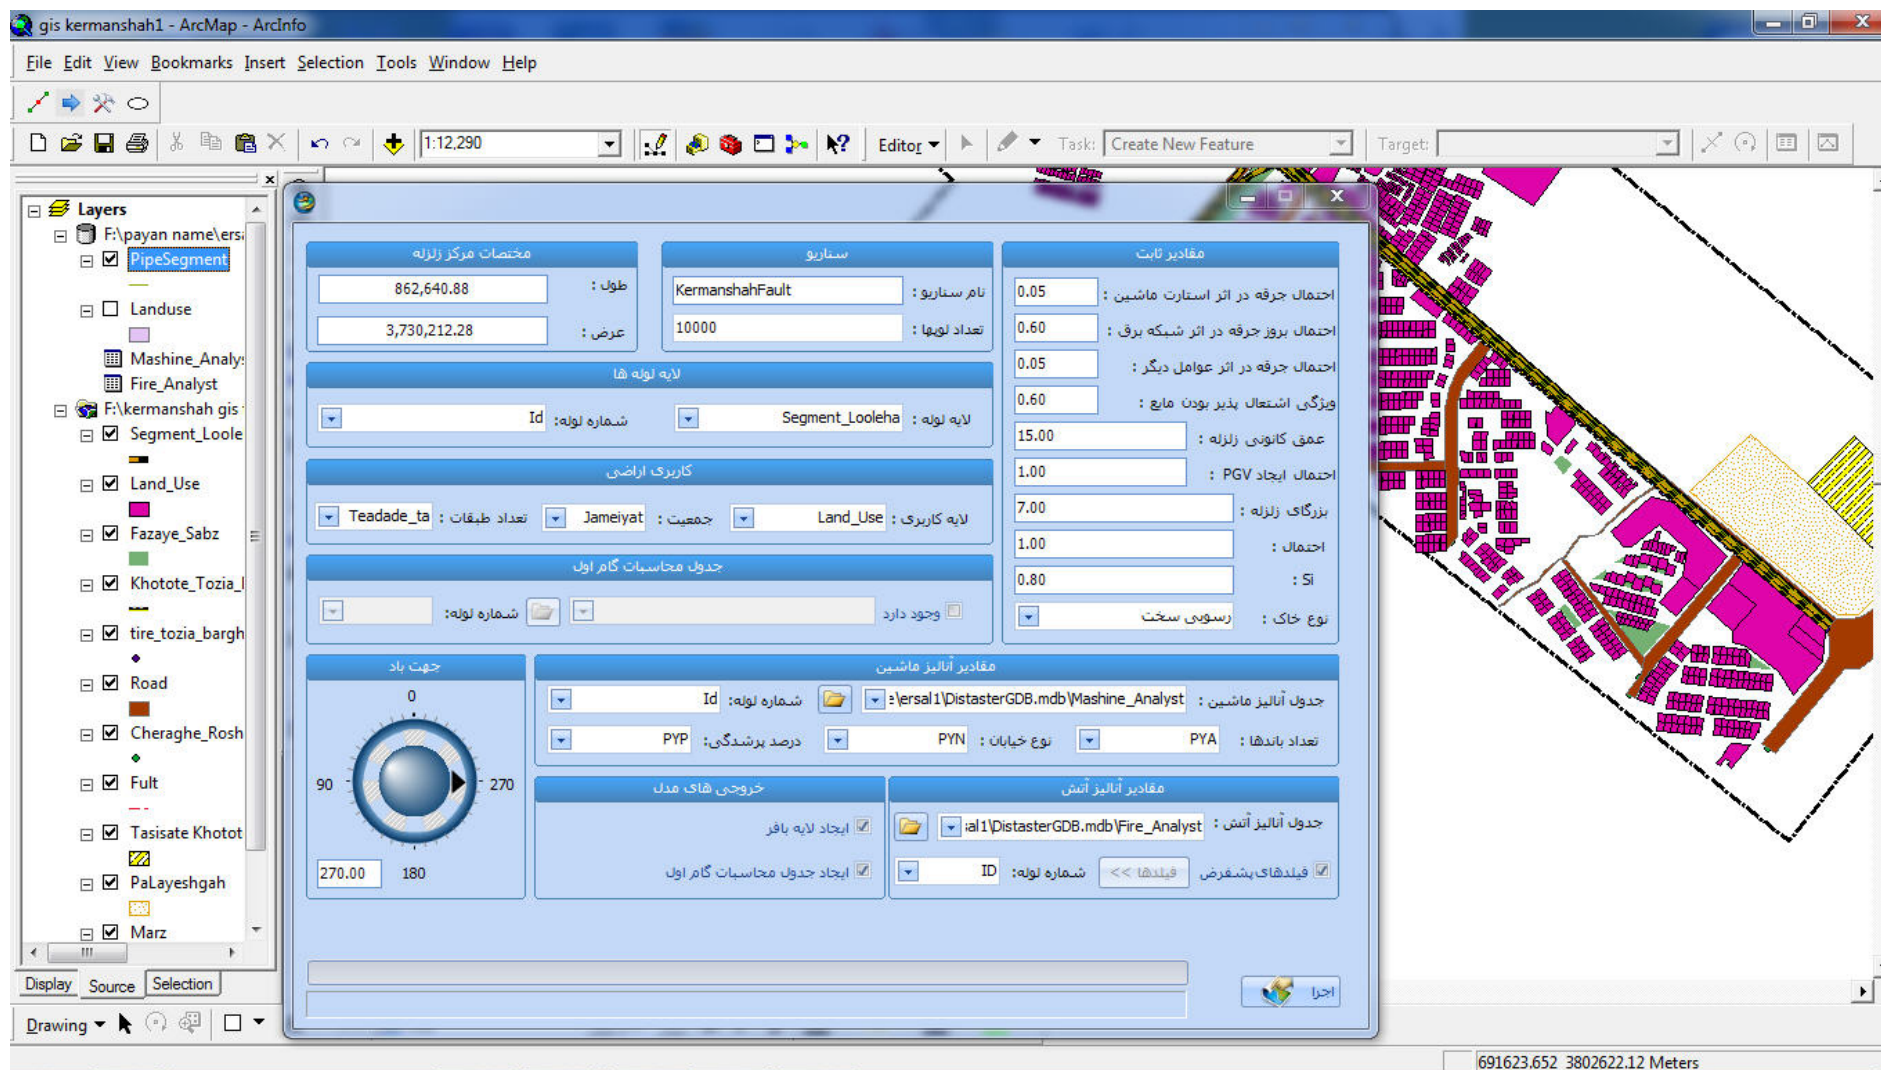 gis kermanshah1 - ArcMap - ArcInfo
File Edit View Bookmarks Insert Selection Tools Window Help
1:12,290
Editor
Task: Create New Feature
Target:
Layers
F:\payan name\ersa
PipeSegment
Landuse
Mashine_Analy
Fire_Analyst
F:\kermanshah gis
Segment_Loole
Land_Use
Fazaye_Sabz
Khotote_Tozia_
tire_tozia_bargh
Road
Cheraghe_Rosh
Fult
Tasisate Khotot
PaLayeshgah
Marz
Display Source Selection
Drawing
مقادیر ثابت
احتمال جرقه در اثر استارت ماشین : 0.05
احتمال بروز جرقه در اثر شبکه برق : 0.60
احتمال جرقه در اثر عوامل دیگر : 0.05
ویژگی اشتعال پذیر بودن مایع : 0.60
عمق کانونی زلزله : 15.00
احتمال ایجاد PGV : 1.00
بزرگای زلزله : 7.00
احتمال : 1.00
Si : 0.80
نوع خاک : رسوبی سخت
سناریو
نام سناریو : KermanshahFault
تعداد لوپها : 10000
مختصات مرکز زلزله
طول : 862,640.88
عرض : 3,730,212.28
لایه لوله ها
لایه لوله : Segment_Looleha شماره لوله: Id
کاربری اراضی
لایه کاربری : Land_Use جمعیت : Jameiyat تعداد طبقات : Teadade_ta
جدول محاسبات گام اول
وجود دارد شماره لوله:
مقادیر آنالیز ماشین
جدول آنالیز ماشین : e\ersal1\DistasterGDB.mdb\Mashine_Analyst شماره لوله: Id
تعداد باندها : PYA نوع خیابان : PYN درصد پرشدگی: PYP
جهت باد
0
90
270
180
270.00
مقادیر آنالیز آتش
جدول آنالیز آتش : sal1\DistasterGDB.mdb\Fire_Analyst
فیلدهای پیشفرض فیلدها >> شماره لوله: ID
خروجی های مدل
ایجاد لایه بافر
ایجاد جدول محاسبات گام اول
اجرا
691623.652 3802622.12 Meters